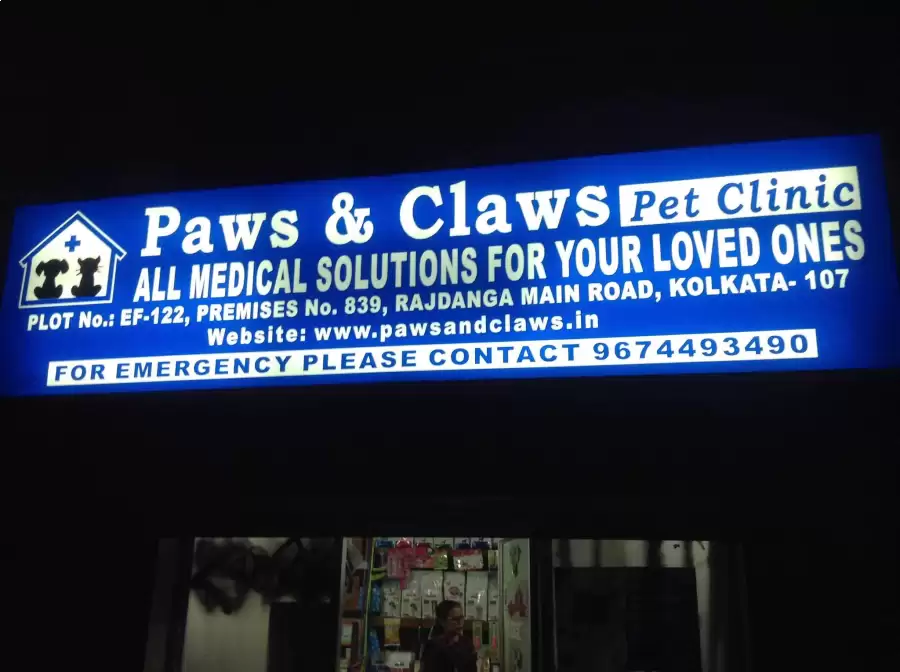 Paws & Claws Pet Clinic
ALL MEDICAL SOLUTIONS FOR YOUR LOVED ONES
PLOT No.: EF-122, PREMISES No. 839, RAJDANGA MAIN ROAD, KOLKATA- 107
Website: www.pawsandclaws.in
FOR EMERGENCY PLEASE CONTACT 9674493490